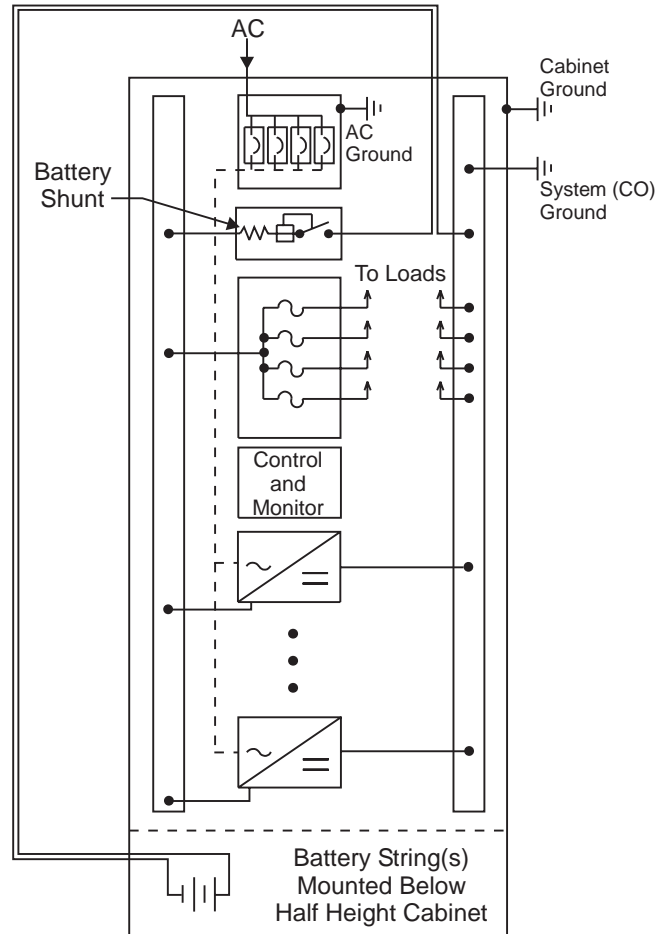 AC
Cabinet
Ground
AC
Ground
System (CO)
Ground
Battery
Shunt
To Loads
Control
and
Monitor
Battery String(s)
Mounted Below
Half Height Cabinet